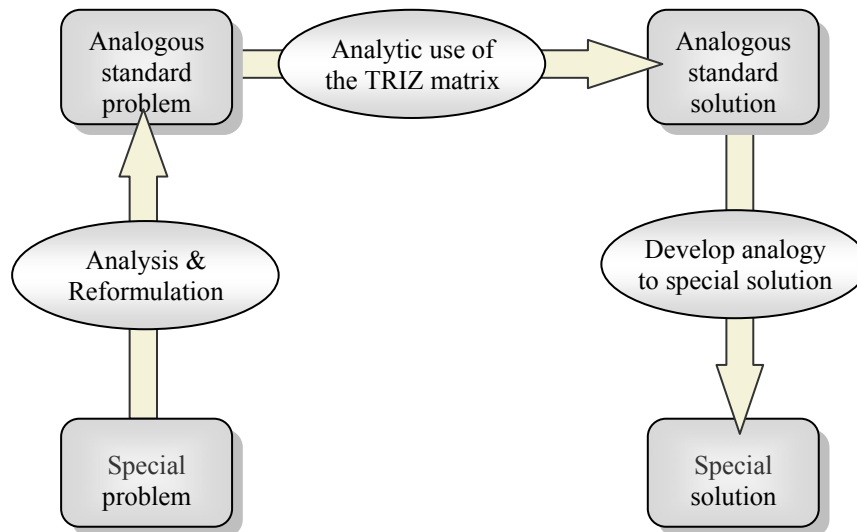 Analogous
standard
problem
Analytic use of
the TRIZ matrix
Analogous
standard
solution
Analysis &
Reformulation
Develop analogy
to special solution
Special
problem
Special
solution